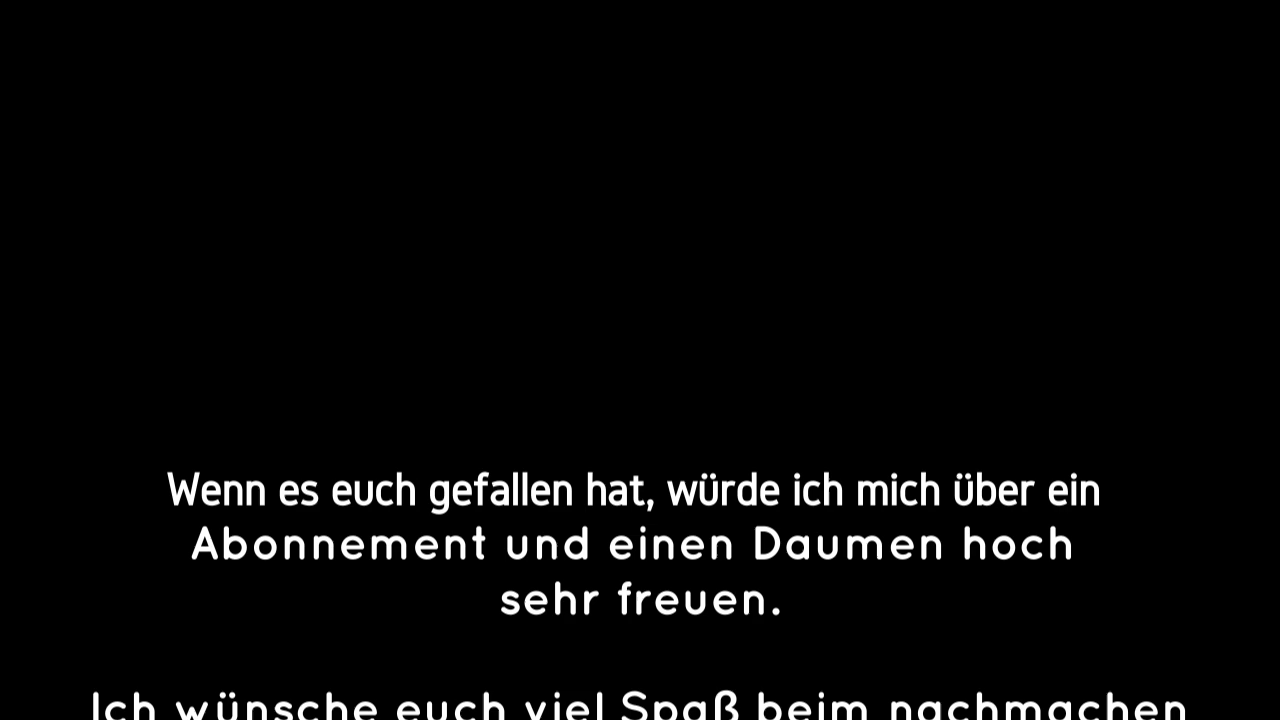 Wenn es euch gefallen hat, würde ich mich über ein
Abonnement und einen Daumen hoch
sehr freuen.
Ich wünsche euch viel Spaß beim nachmachen